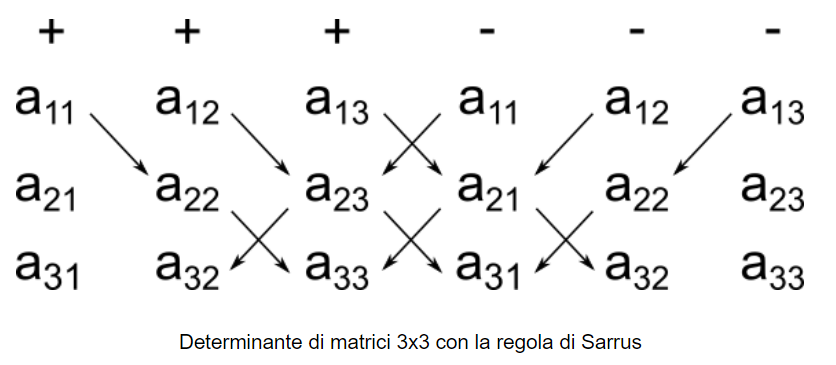 + + + - - -
a11 a12 a13 a11 a12 a13
a21 a22 a23 a21 a22 a23
a31 a32 a33 a31 a32 a33
Determinante di matrici 3x3 con la regola di Sarrus